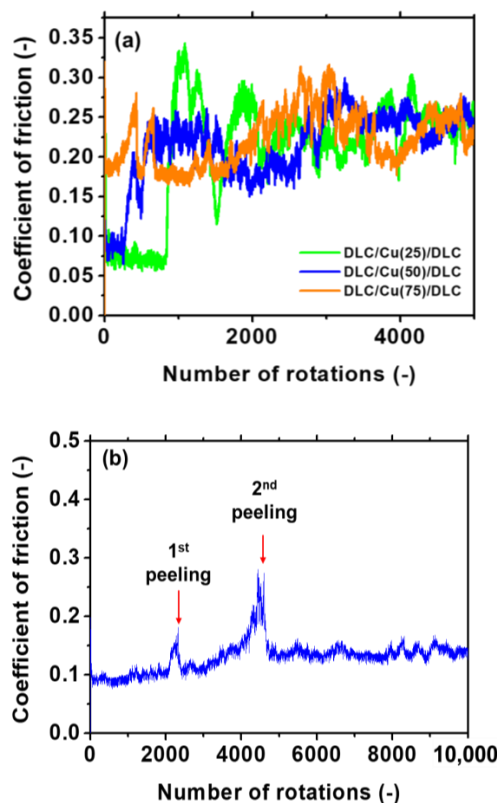 (a)
Coefficient of friction (-)
0.35
0.30
0.25
0.20
0.15
0.10
0.05
0.00
DLC/Cu(25)/DLC
DLC/Cu(50)/DLC
DLC/Cu(75)/DLC
0 2000 4000
Number of rotations (-)
(b)
Coefficient of friction (-)
0.5
0.4
0.3
0.2
0.1
0.0
1st
peeling
2nd
peeling
0 2000 4000 6000 8000 10,000
Number of rotations (-)